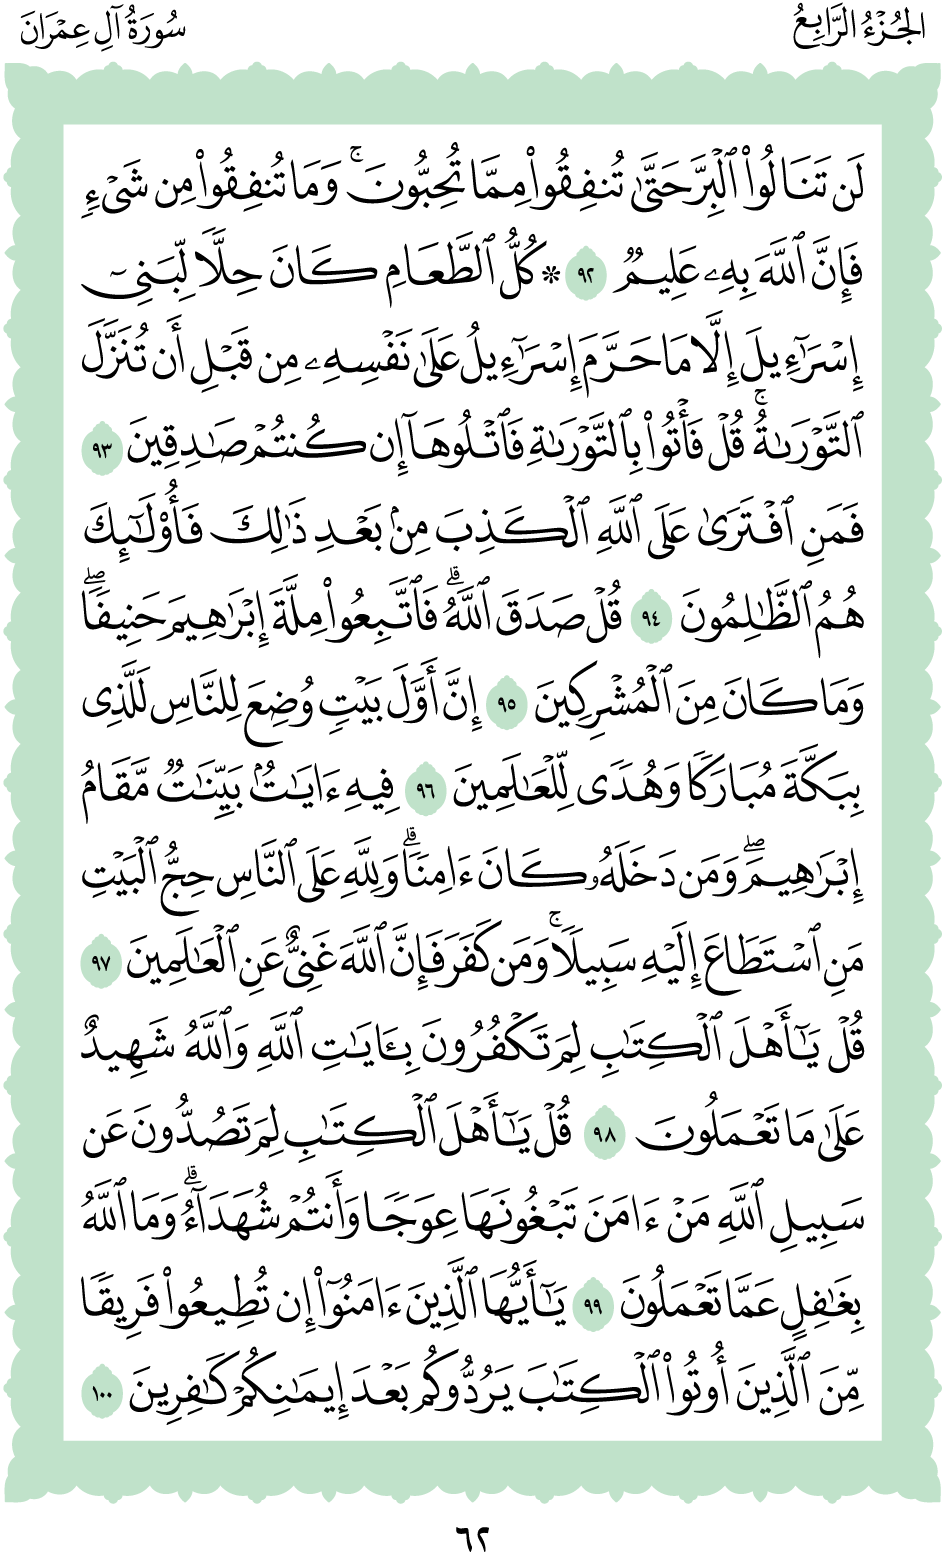 الجُزْءُ الرَّابِعُ
سُورَةُ آلِ عِمْرَانَ
لَن تَنَالُوا۟ ٱلْبِرَّ حَتَّىٰ تُنفِقُوا۟ مِمَّا تُحِبُّونَ ۚ وَمَا تُنفِقُوا۟ مِن شَىْءٍ
فَإِنَّ ٱللَّهَ بِهِۦ عَلِيمٌ ٩٢ * كُلُّ ٱلطَّعَامِ كَانَ حِلًّا لِّبَنِىٓ
إِسْرَٰٓءِيلَ إِلَّا مَا حَرَّمَ إِسْرَٰٓءِيلُ عَلَىٰ نَفْسِهِۦ مِن قَبْلِ أَن تُنَزَّلَ
ٱلتَّوْرَىٰةُ ۗ قُلْ فَأْتُوا۟ بِٱلتَّوْرَىٰةِ فَٱتْلُوهَآ إِن كُنتُمْ صَٰدِقِينَ ٩٣
فَمَنِ ٱفْتَرَىٰ عَلَى ٱللَّهِ ٱلْكَذِبَ مِنۢ بَعْدِ ذَٰلِكَ فَأُو۟لَٰٓئِكَ
هُمُ ٱلظَّٰلِمُونَ ٩٤ قُلْ صَدَقَ ٱللَّهُ ۗ فَٱتَّبِعُوا۟ مِلَّةَ إِبْرَٰهِيمَ حَنِيفًا ۖ
وَمَا كَانَ مِنَ ٱلْمُشْرِكِينَ ٩٥ إِنَّ أَوَّلَ بَيْتٍ وُضِعَ لِلنَّاسِ لَلَّذِى
بِبَكَّةَ مُبَارَكًا وَهُدًى لِّلْعَٰلَمِينَ ٩٦ فِيهِ ءَايَٰتٌۢ بَيِّنَٰتٌ مَّقَامُ
إِبْرَٰهِيمَ ۖ وَمَن دَخَلَهُۥ كَانَ ءَامِنًا ۗ وَلِلَّهِ عَلَى ٱلنَّاسِ حِجُّ ٱلْبَيْتِ
مَنِ ٱسْتَطَاعَ إِلَيْهِ سَبِيلًا ۚ وَمَن كَفَرَ فَإِنَّ ٱللَّهَ غَنِىٌّ عَنِ ٱلْعَٰلَمِينَ ٩٧
قُلْ يَٰٓأَهْلَ ٱلْكِتَٰبِ لِمَ تَكْفُرُونَ بِـَٔايَٰتِ ٱللَّهِ وَٱللَّهُ شَهِيدٌ
عَلَىٰ مَا تَعْمَلُونَ ٩٨ قُلْ يَٰٓأَهْلَ ٱلْكِتَٰبِ لِمَ تَصُدُّونَ عَن
سَبِيلِ ٱللَّهِ مَنْ ءَامَنَ تَبْغُونَهَا عِوَجًا وَأَنتُمْ شُهَدَآءُ ۗ وَمَا ٱللَّهُ
بِغَٰفِلٍ عَمَّا تَعْمَلُونَ ٩٩ يَٰٓأَيُّهَا ٱلَّذِينَ ءَامَنُوٓا۟ إِن تُطِيعُوا۟ فَرِيقًا
مِّنَ ٱلَّذِينَ أُوتُوا۟ ٱلْكِتَٰبَ يَرُدُّوكُم بَعْدَ إِيمَٰنِكُمْ كَٰفِرِينَ ١٠٠
٦٢